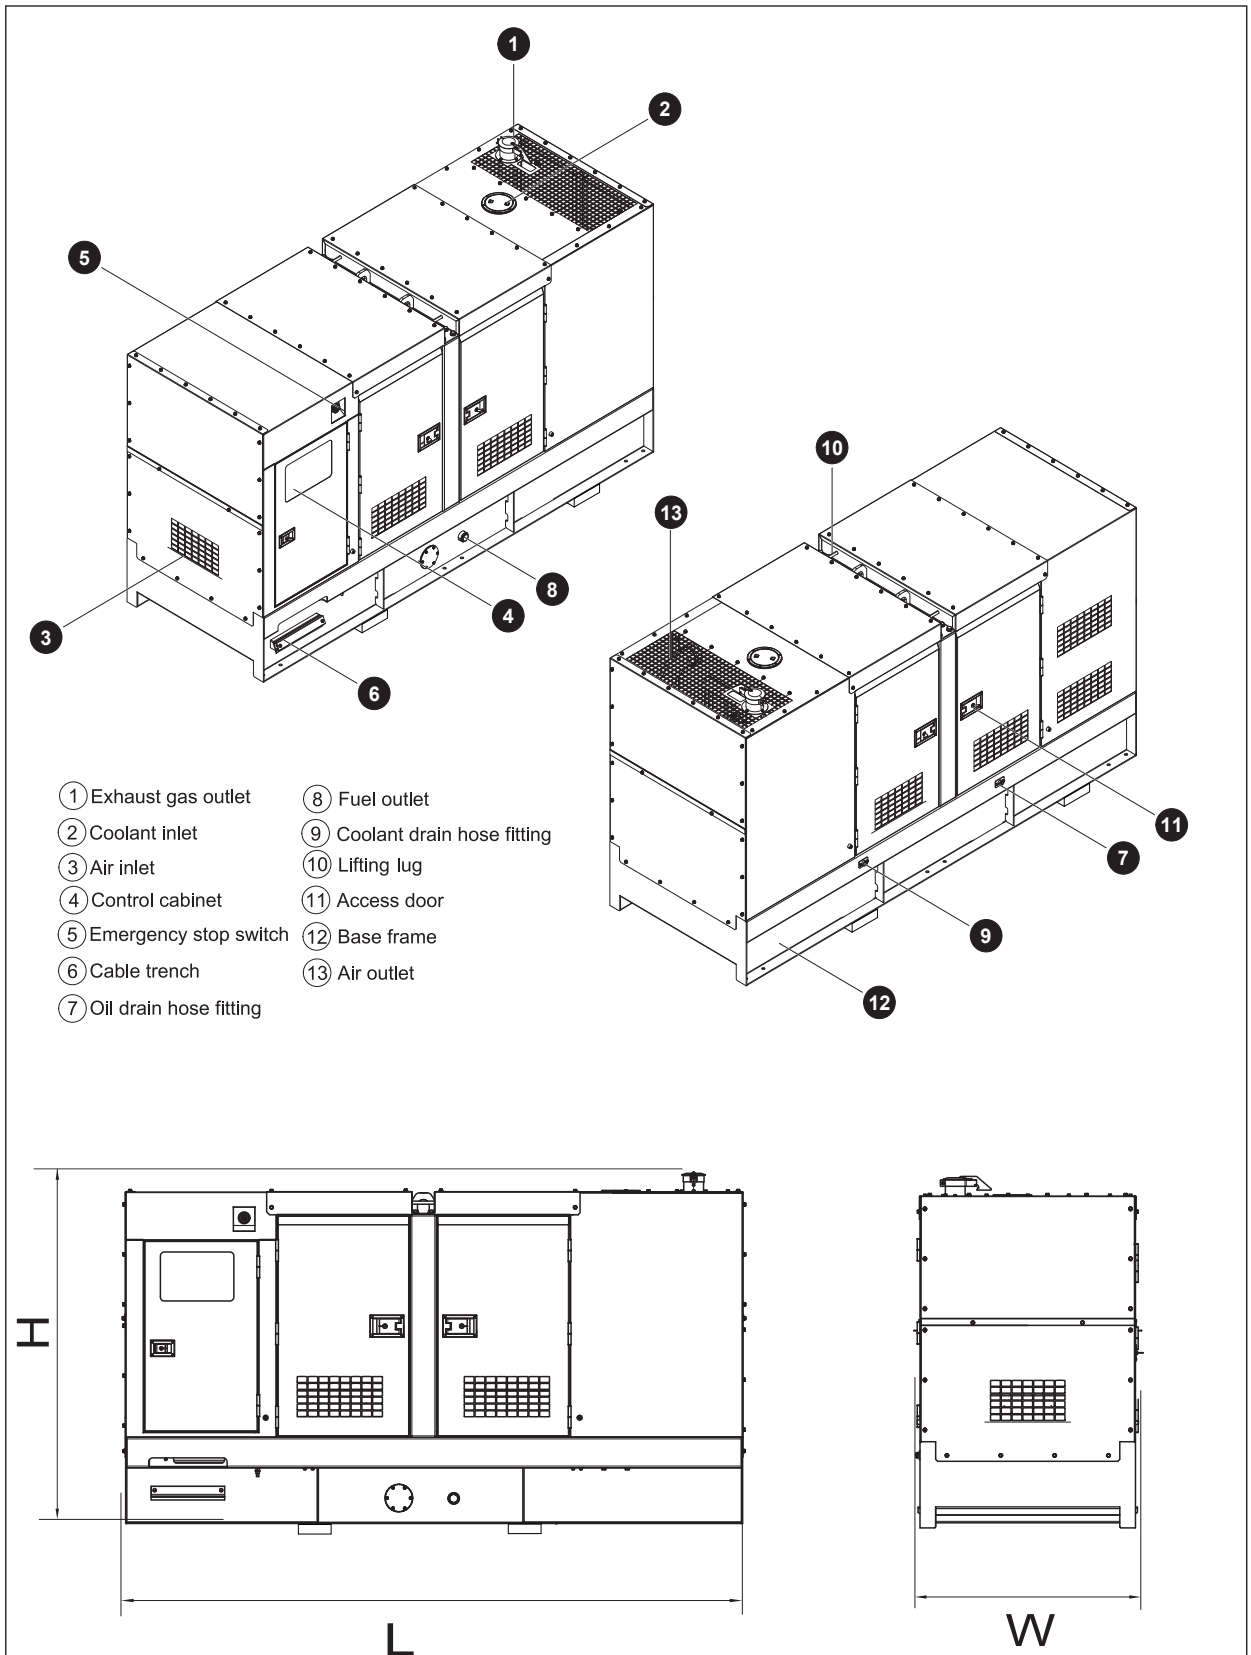 1
2
5
10
13
3
4
8
6
11
7
9
12
1 Exhaust gas outlet
2 Coolant inlet
3 Air inlet
4 Control cabinet
5 Emergency stop switch
6 Cable trench
7 Oil drain hose fitting
8 Fuel outlet
9 Coolant drain hose fitting
10 Lifting lug
11 Access door
12 Base frame
13 Air outlet
H
L
W